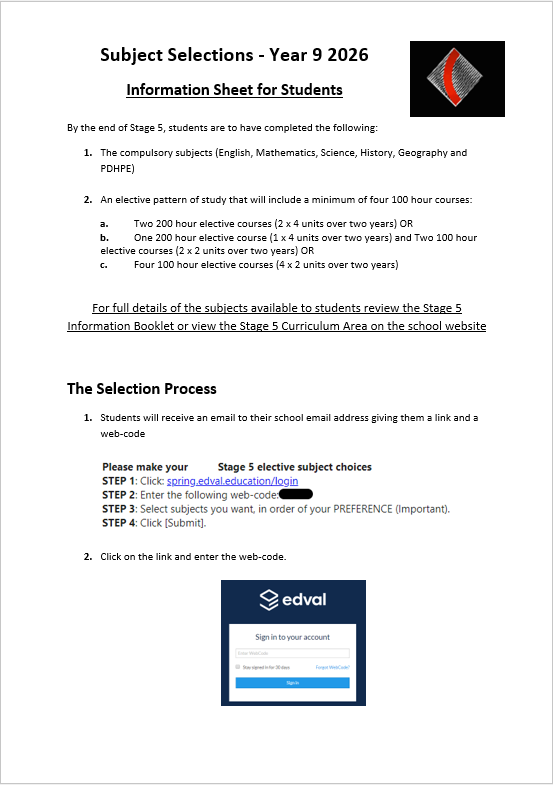 Subject Selections - Year 9 2026
Information Sheet for Students
By the end of Stage 5, students are to have completed the following:
1. The compulsory subjects (English, Mathematics, Science, History, Geography and
PDHPE)
2. An elective pattern of study that will include a minimum of four 100 hour courses:
a. Two 200 hour elective courses (2 x 4 units over two years) OR
b. One 200 hour elective course (1 x 4 units over two years) and Two 100 hour
elective courses (2 x 2 units over two years) OR
c. Four 100 hour elective courses (4 x 2 units over two years)
For full details of the subjects available to students review the Stage 5
Information Booklet or view the Stage 5 Curriculum Area on the school website
The Selection Process
1. Students will receive an email to their school email address giving them a link and a
web-code
Please make your Stage 5 elective subject choices
STEP 1: Click: spring.edval.education/login
STEP 2: Enter the following web-code:
STEP 3: Select subjects you want, in order of your PREFERENCE (Important).
STEP 4: Click [Submit].
2. Click on the link and enter the web-code.
edval
Sign in to your account
Enter WebCode
Stay signed in for 30 days Forgot WebCode?
Sign in